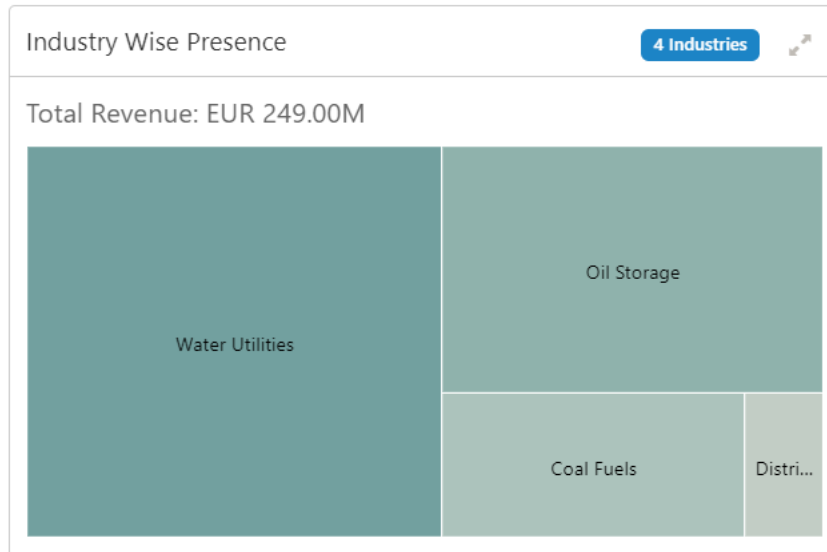 Industry Wise Presence
4 Industries
Total Revenue: EUR 249.00M
Oil Storage
Water Utilities
Coal Fuels
Distri...